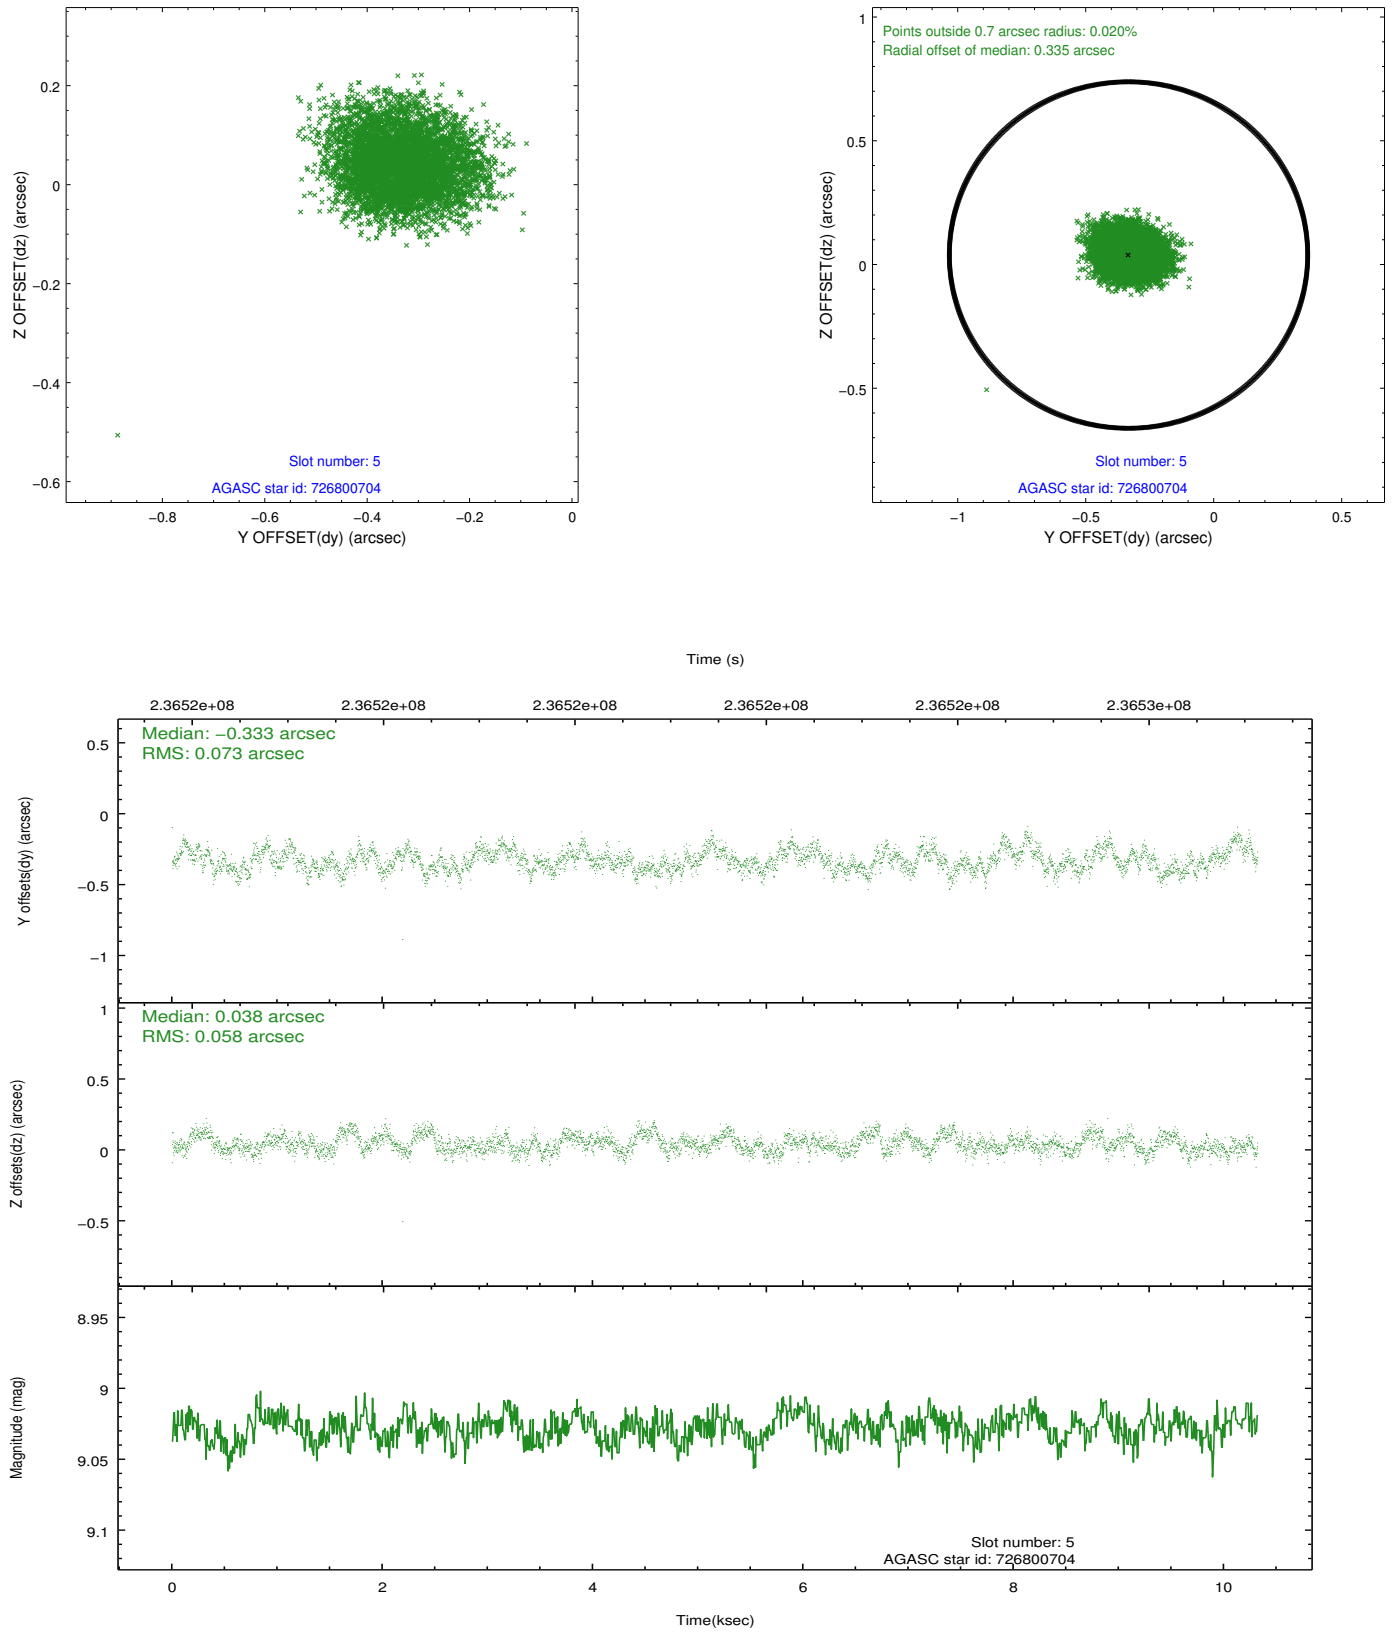 0.2
0
−0.2
−0.4
−0.6
Z OFFSET(dz) (arcsec)
Slot number: 5
AGASC star id: 726800704
−0.8
−0.6
−0.4
−0.2
0
Y OFFSET(dy) (arcsec)
Points outside 0.7 arcsec radius: 0.020%
Radial offset of median: 0.335 arcsec
1
0.5
0
−0.5
Z OFFSET(dz) (arcsec)
Slot number: 5
AGASC star id: 726800704
−1
−0.5
0
0.5
Y OFFSET(dy) (arcsec)
Time (s)
2.3652e+08
2.3652e+08
2.3652e+08
2.3652e+08
2.3652e+08
2.3653e+08
Median: −0.333 arcsec
RMS: 0.073 arcsec
0.5
0
−0.5
−1
Y offsets(dy) (arcsec)
Median: 0.038 arcsec
RMS: 0.058 arcsec
1
0.5
0
−0.5
Z offsets(dz) (arcsec)
8.95
9
9.05
9.1
Magnitude (mag)
Slot number: 5
AGASC star id: 726800704
0
2
4
6
8
10
Time(ksec)